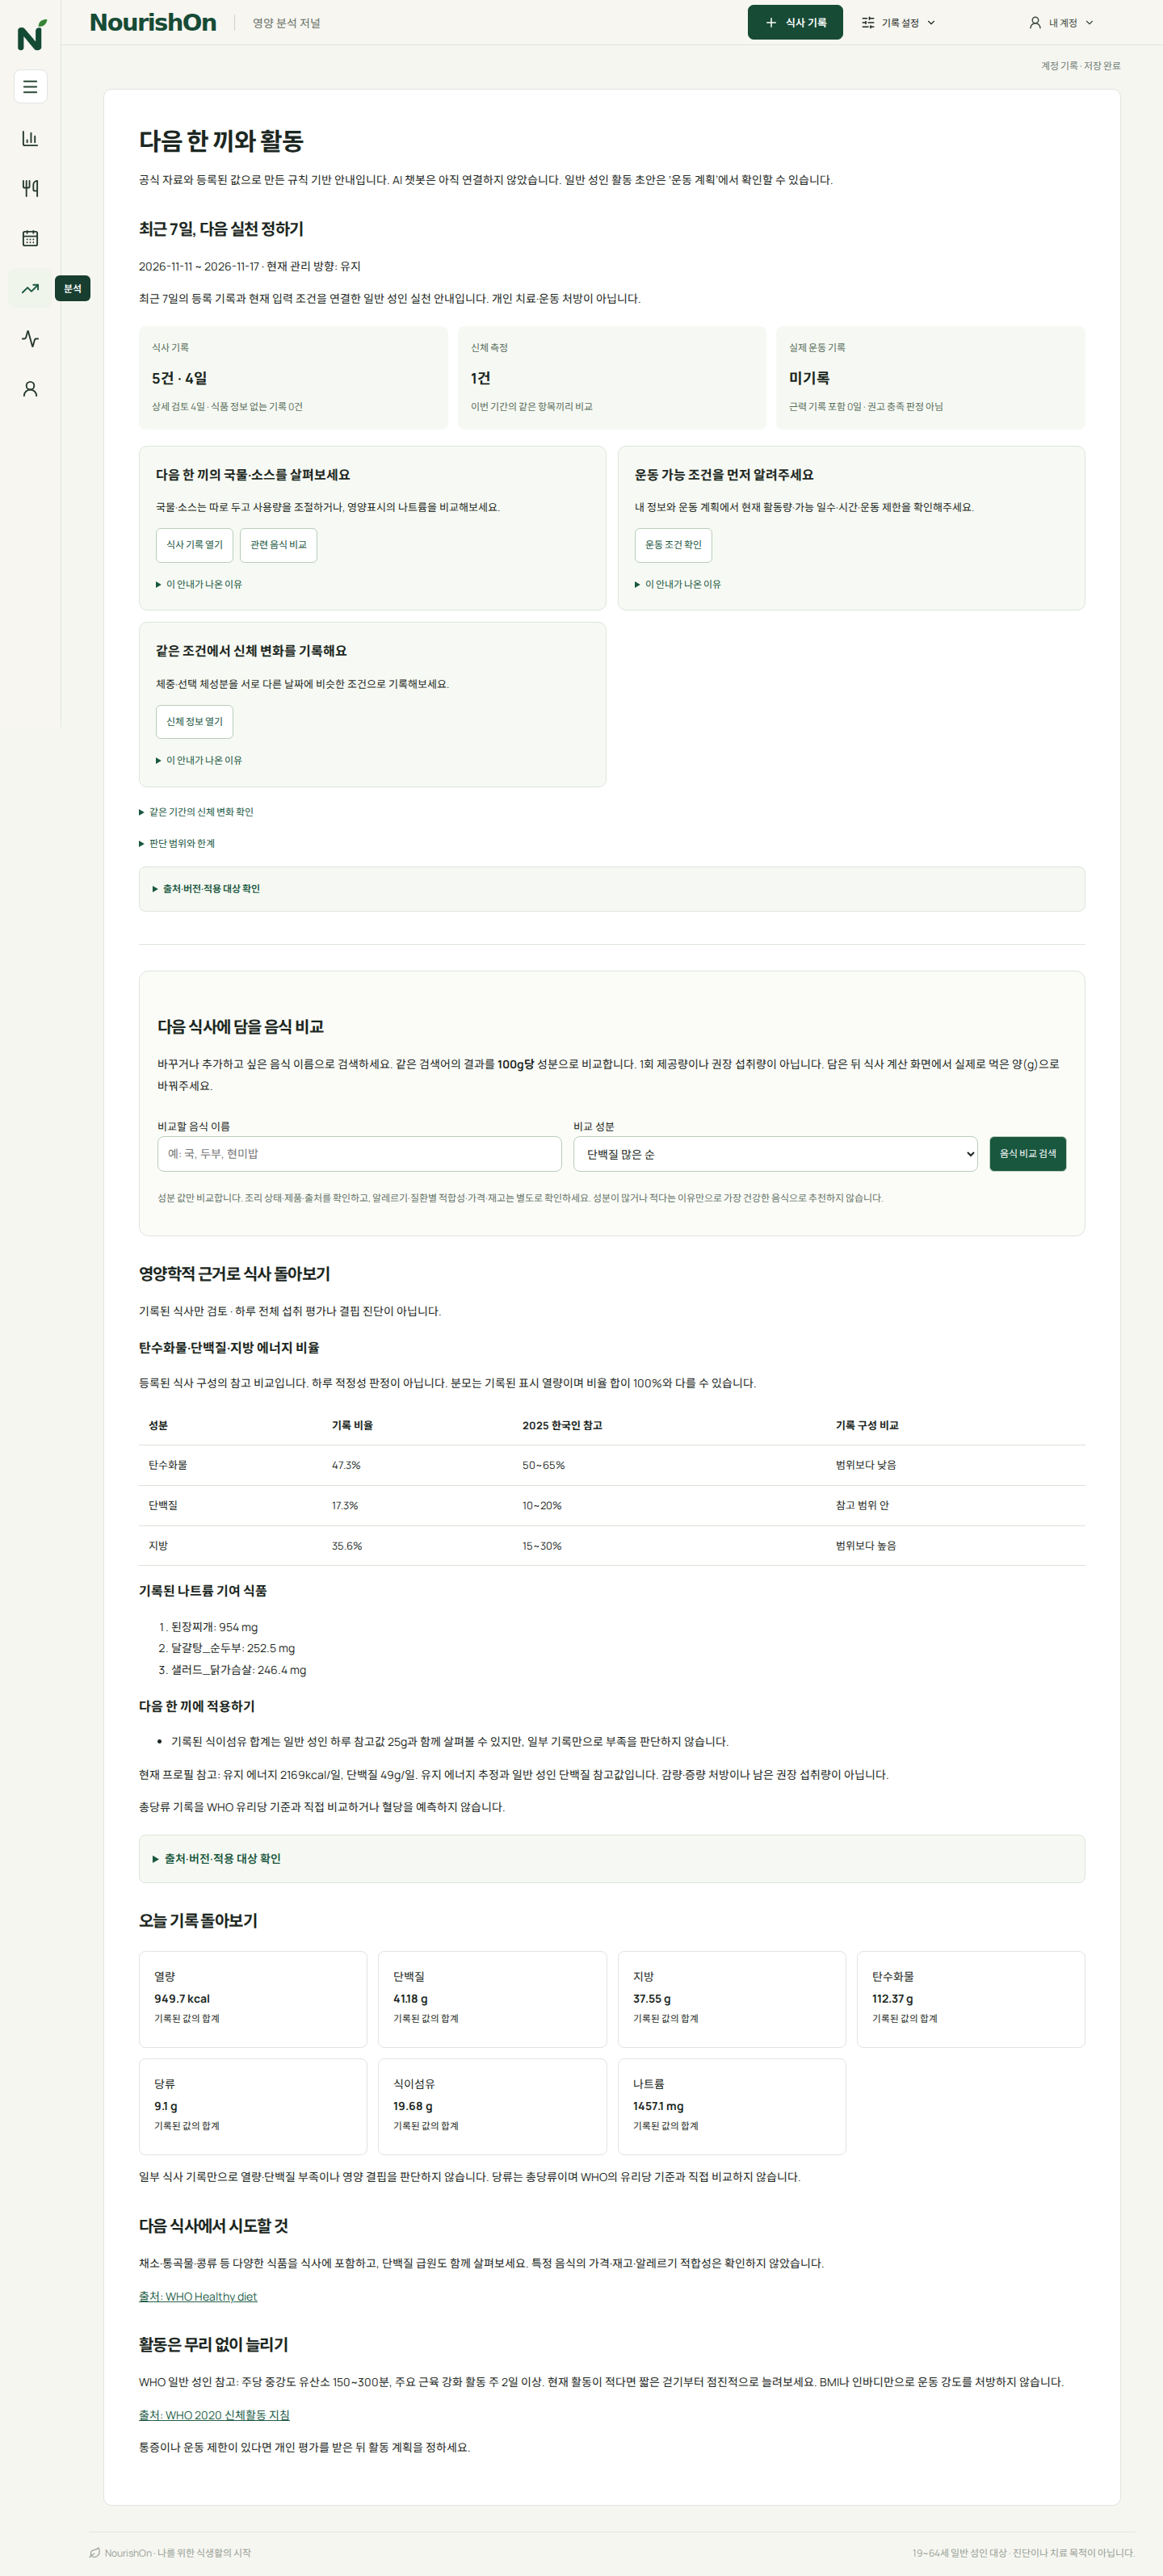 NourishOn
영양 분석 저널
식사 기록
기록 설정
내 계정
계정 기록 · 저장 완료
분석
다음 한 끼와 활동
공식 자료와 등록된 값으로 만든 규칙 기반 안내입니다. AI 챗봇은 아직 연결하지 않았습니다. 일반 성인 활동 초안은 '운동 계획'에서 확인할 수 있습니다.
최근 7일, 다음 실천 정하기
2026-11-11 ~ 2026-11-17 · 현재 관리 방향: 유지
최근 7일의 등록 기록과 현재 입력 조건을 연결한 일반 성인 실천 안내입니다. 개인 치료·운동 처방이 아닙니다.
식사 기록
5건 · 4일
상세 검토 4일 · 식품 정보 없는 기록 0건
신체 측정
1건
이번 기간의 같은 항목끼리 비교
실제 운동 기록
미기록
근력 기록 포함 0일 · 권고 충족 판정 아님
다음 한 끼의 국물·소스를 살펴보세요
국물·소스는 따로 두고 사용량을 조절하거나, 영양표시의 나트륨을 비교해보세요.
식사 기록 열기
관련 음식 비교
▶ 이 안내가 나온 이유
운동 가능 조건을 먼저 알려주세요
내 정보와 운동 계획에서 현재 활동량·가능 일수·시간·운동 제한을 확인해주세요.
운동 조건 확인
▶ 이 안내가 나온 이유
같은 조건에서 신체 변화를 기록해요
체중·선택 체성분을 서로 다른 날짜에 비슷한 조건으로 기록해보세요.
신체 정보 열기
▶ 이 안내가 나온 이유
▶ 같은 기간의 신체 변화 확인
▶ 판단 범위와 한계
▶ 출처·버전·적용 대상 확인
다음 식사에 담을 음식 비교
바꾸거나 추가하고 싶은 음식 이름으로 검색하세요. 같은 검색어의 결과를 100g당 성분으로 비교합니다. 1회 제공량이나 권장 섭취량이 아닙니다. 담은 뒤 식사 계산 화면에서 실제로 먹은 양(g)으로
바꿔주세요.
비교할 음식 이름
예: 국, 두부, 현미밥
비교 성분
단백질 많은 순
음식 비교 검색
성분 값만 비교합니다. 조리 상태·제품·출처를 확인하고, 알레르기·질환별 적합성·가격·재고는 별도로 확인하세요. 성분이 많거나 적다는 이유만으로 가장 건강한 음식으로 추천하지 않습니다.
영양학적 근거로 식사 돌아보기
기록된 식사만 검토 · 하루 전체 섭취 평가나 결핍 진단이 아닙니다.
탄수화물·단백질·지방 에너지 비율
등록된 식사 구성의 참고 비교입니다. 하루 적정성 판정이 아닙니다. 분모는 기록된 표시 열량이며 비율 합이 100%와 다를 수 있습니다.
성분 기록 비율 2025 한국인 참고 기록 구성 비교
탄수화물 47.3% 50~65% 범위보다 낮음
단백질 17.3% 10~20% 참고 범위 안
지방 35.6% 15~30% 범위보다 높음
기록된 나트륨 기여 식품
1. 된장찌개: 954 mg
2. 달걀탕_순두부: 252.5 mg
3. 샐러드_닭가슴살: 246.4 mg
다음 한 끼에 적용하기
• 기록된 식이섬유 합계는 일반 성인 하루 참고값 25g과 함께 살펴볼 수 있지만, 일부 기록만으로 부족을 판단하지 않습니다.
현재 프로필 참고: 유지 에너지 2169kcal/일, 단백질 49g/일. 유지 에너지 추정과 일반 성인 단백질 참고값입니다. 감량·증량 처방이나 남은 권장 섭취량이 아닙니다.
총당류 기록을 WHO 유리당 기준과 직접 비교하거나 혈당을 예측하지 않습니다.
▶ 출처·버전·적용 대상 확인
오늘 기록 돌아보기
열량
949.7 kcal
기록된 값의 합계
단백질
41.18 g
기록된 값의 합계
지방
37.55 g
기록된 값의 합계
탄수화물
112.37 g
기록된 값의 합계
당류
9.1 g
기록된 값의 합계
식이섬유
19.68 g
기록된 값의 합계
나트륨
1457.1 mg
기록된 값의 합계
일부 식사 기록만으로 열량·단백질 부족이나 영양 결핍을 판단하지 않습니다. 당류는 총당류이며 WHO의 유리당 기준과 직접 비교하지 않습니다.
다음 식사에서 시도할 것
채소·통곡물·콩류 등 다양한 식품을 식사에 포함하고, 단백질 급원도 함께 살펴보세요. 특정 음식의 가격·재고·알레르기 적합성은 확인하지 않았습니다.
출처: WHO Healthy diet
활동은 무리 없이 늘리기
WHO 일반 성인 참고: 주당 중강도 유산소 150~300분, 주요 근육 강화 활동 주 2일 이상. 현재 활동이 적다면 짧은 걷기부터 점진적으로 늘려보세요. BMI나 인바디만으로 운동 강도를 처방하지 않습니다.
출처: WHO 2020 신체활동 지침
통증이나 운동 제한이 있다면 개인 평가를 받은 뒤 활동 계획을 정하세요.
NourishOn · 나를 위한 식생활의 시작
19~64세 일반 성인 대상 · 진단이나 치료 목적이 아닙니다.